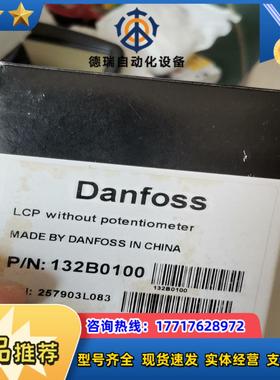 德瑞自动化设备
Danfoss
LCP without potentiometer
MADE BY DANFOSS IN CHINA
P/N: 132B0100
132B0100
: 257903L083
咨询热线：17717628972
品推荐
型号齐全 现货速发 实体经营